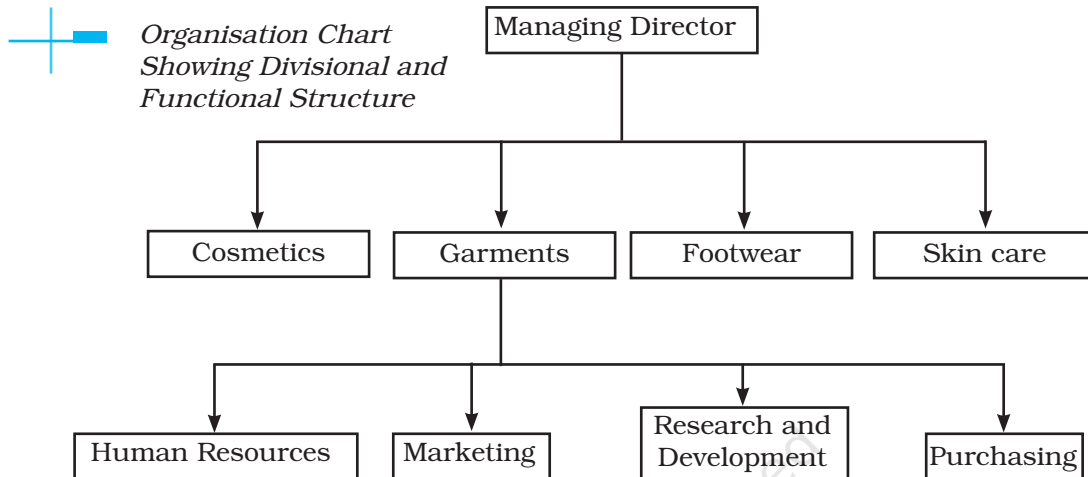 Organisation Chart
Showing Divisional and
Functional Structure
Managing Director
Cosmetics
Garments
Footwear
Skin care
Human Resources
Marketing
Research and
Development
Purchasing